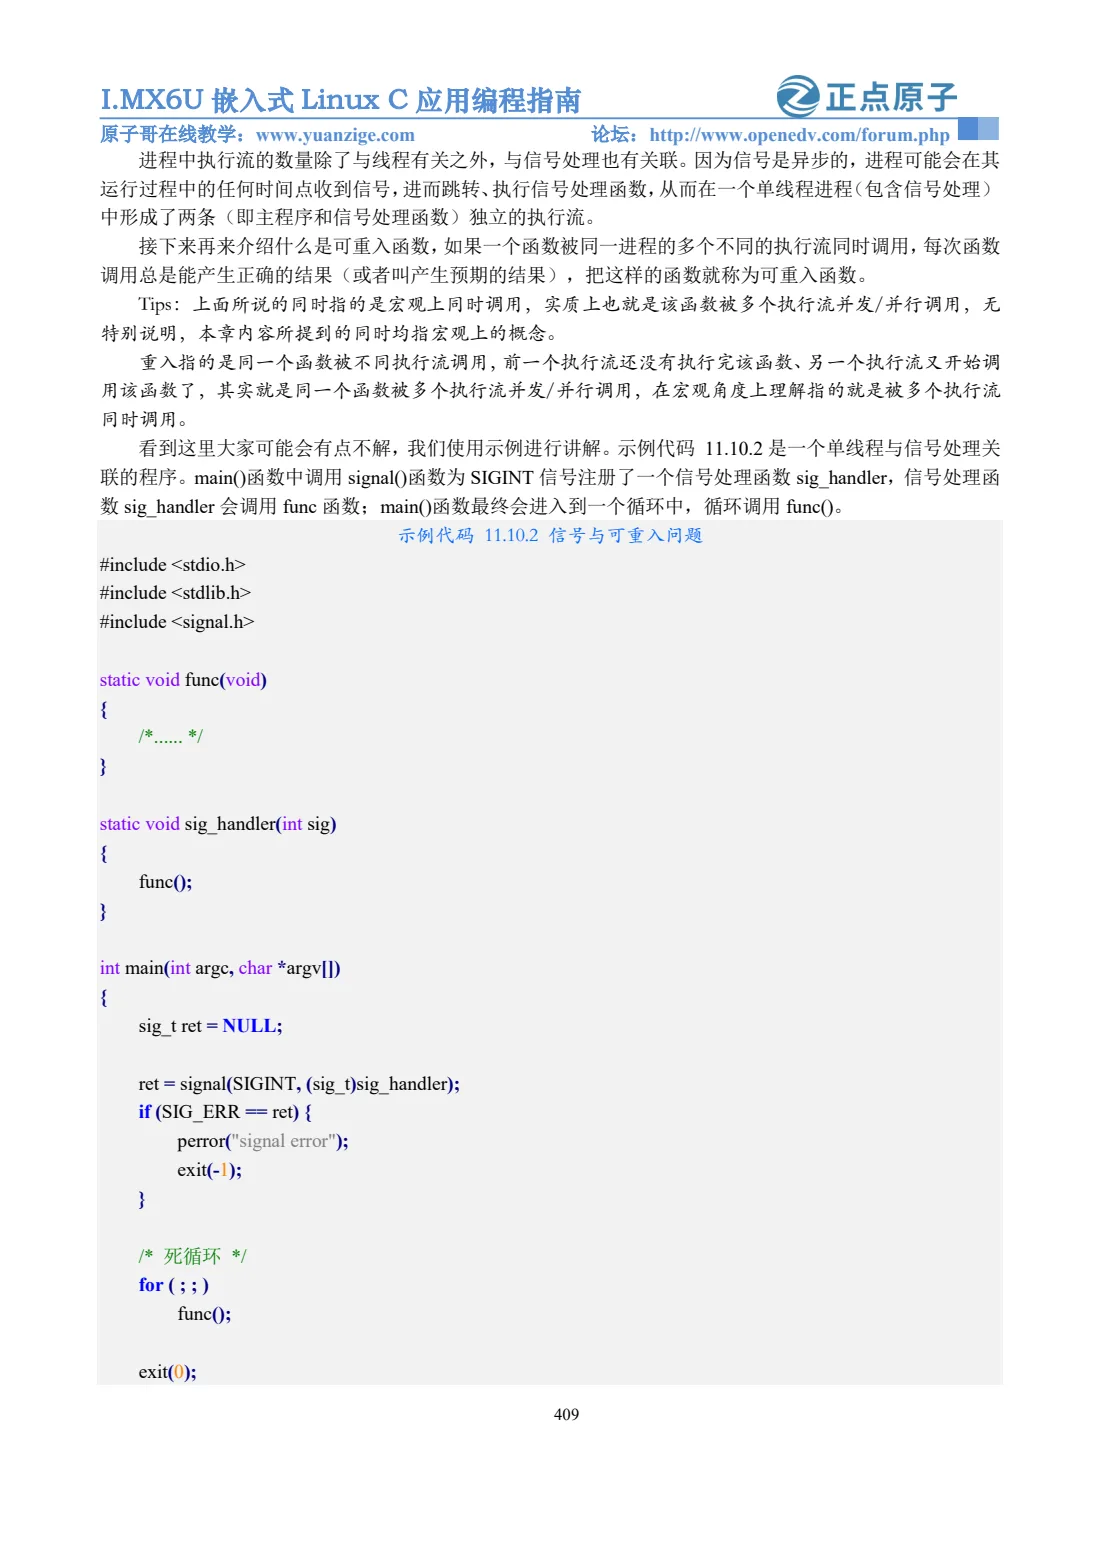 I.MX6U 嵌入式 Linux C 应用编程指南
正点原子
原子哥在线教学：www.yuanzige.com 论坛：http://www.openedv.com/forum.php
进程中执行流的数量除了与线程有关之外，与信号处理也有关联。因为信号是异步的，进程可能会在其
运行过程中的任何时间点收到信号，进而跳转、执行信号处理函数，从而在一个单线程进程（包含信号处理）
中形成了两条（即主程序和信号处理函数）独立的执行流。
接下来再来介绍什么是可重入函数，如果一个函数被同一进程的多个不同的执行流同时调用，每次函数
调用总是能产生正确的结果（或者叫产生预期的结果），把这样的函数就称为可重入函数。
Tips：上面所说的同时指的是宏观上同时调用，实质上也就是该函数被多个执行流并发/并行调用，无
特别说明，本章内容所提到的同时均指宏观上的概念。
重入指的是同一个函数被不同执行流调用，前一个执行流还没有执行完该函数、另一个执行流又开始调
用该函数了，其实就是同一个函数被多个执行流并发/并行调用，在宏观角度上理解指的就是被多个执行流
同时调用。
看到这里大家可能会有点不解，我们使用示例进行讲解。示例代码 11.10.2 是一个单线程与信号处理关
联的程序。main()函数中调用 signal()函数为 SIGINT 信号注册了一个信号处理函数 sig_handler，信号处理函
数 sig_handler 会调用 func 函数；main()函数最终会进入到一个循环中，循环调用 func()。
示例代码 11.10.2 信号与可重入问题
#include <stdio.h>
#include <stdlib.h>
#include <signal.h>
static void func(void)
{
/*...... */
}
static void sig_handler(int sig)
{
func();
}
int main(int argc, char *argv[])
{
sig_t ret = NULL;
ret = signal(SIGINT, (sig_t)sig_handler);
if (SIG_ERR == ret) {
perror("signal error");
exit(-1);
}
/* 死循环 */
for ( ; ; )
func();
exit(0);
409